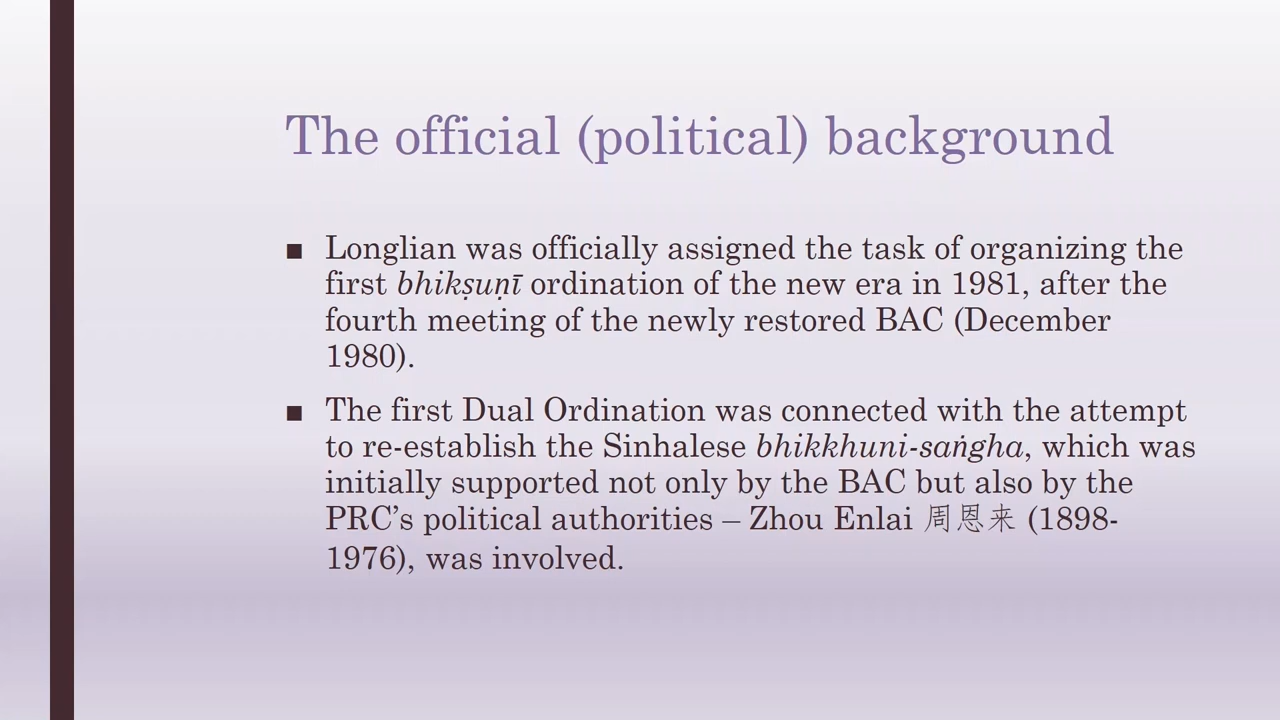 The official (political) background
■ Longlian was officially assigned the task of organizing the
first bhikṣuṇī ordination of the new era in 1981, after the
fourth meeting of the newly restored BAC (December
1980).
■ The first Dual Ordination was connected with the attempt
to re-establish the Sinhalese bhikkhuni-saṅgha, which was
initially supported not only by the BAC but also by the
PRC’s political authorities – Zhou Enlai 周恩来 (1898-
1976), was involved.